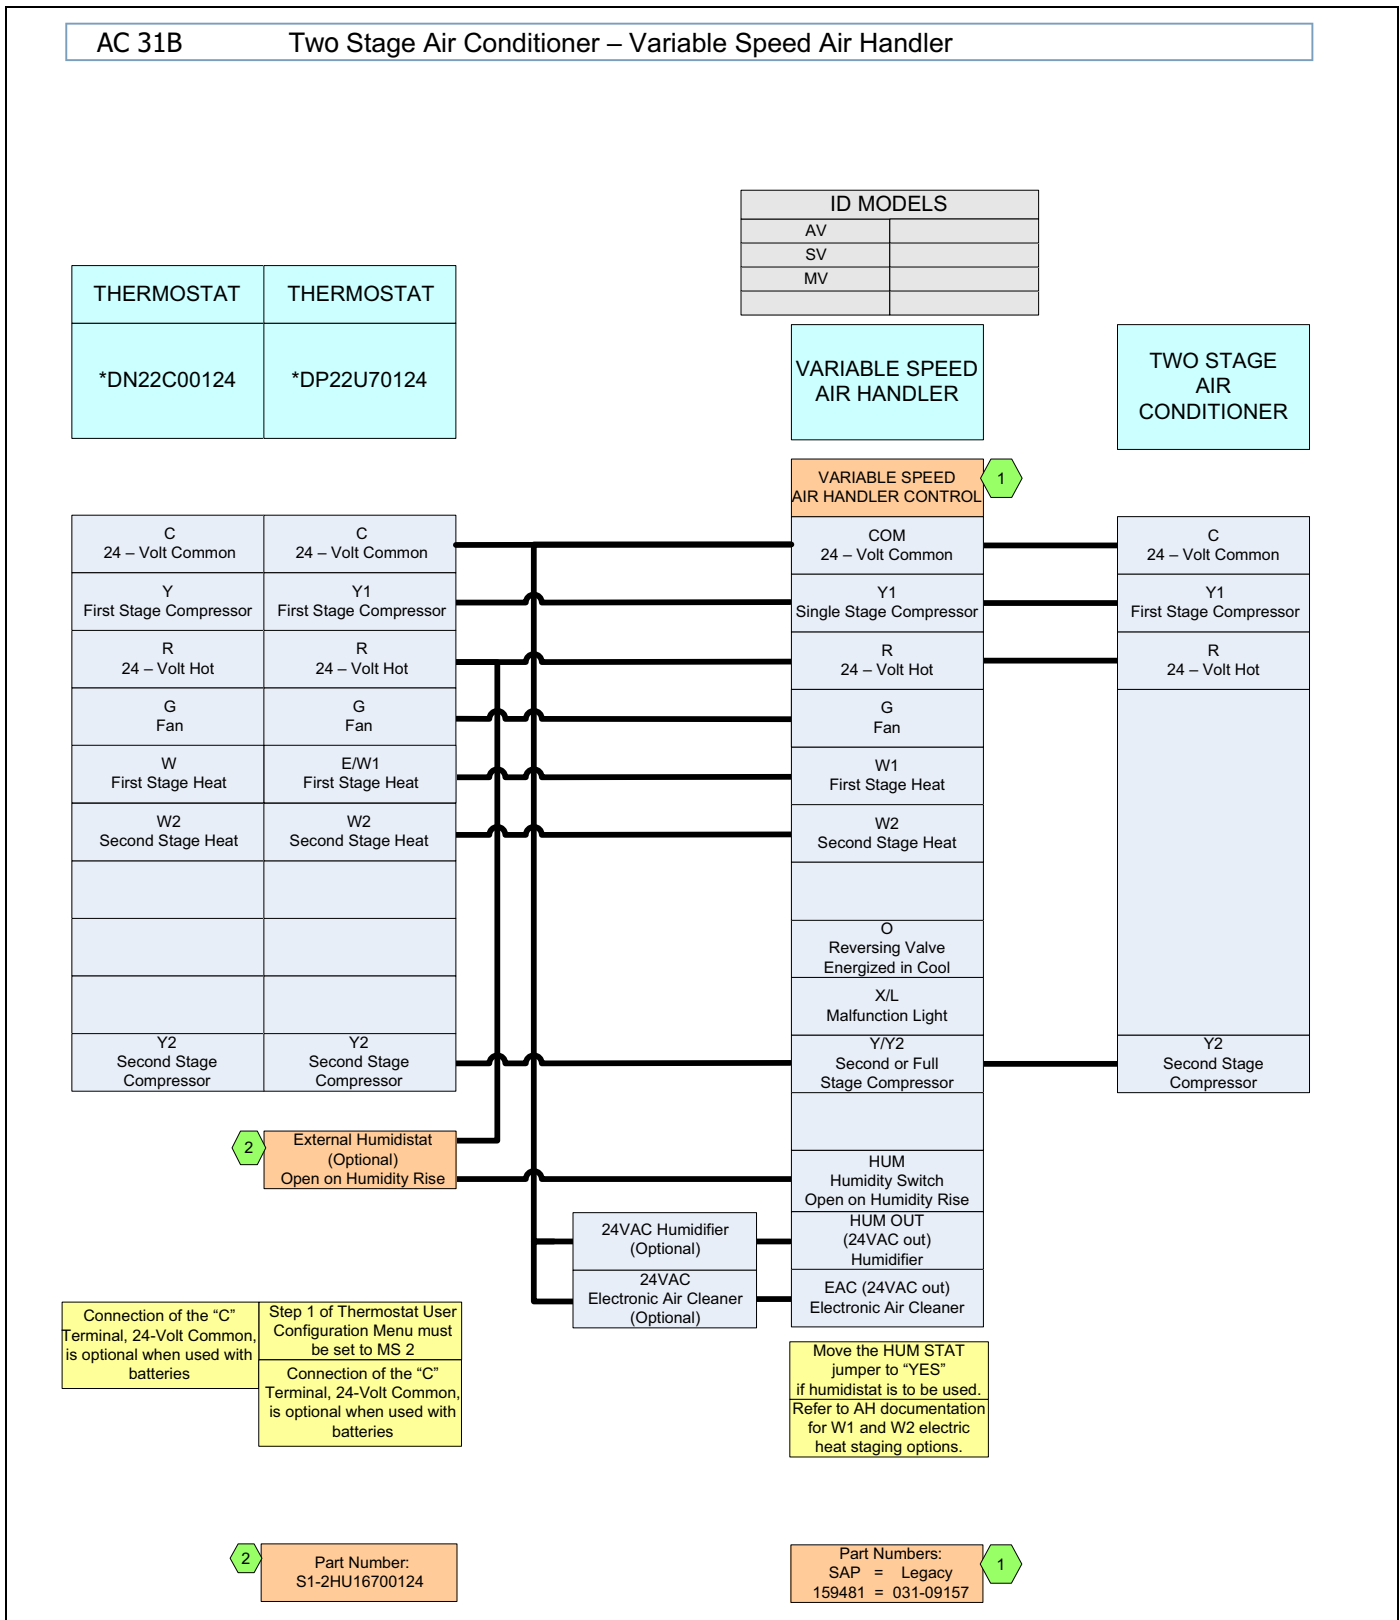 AC 31B Two Stage Air Conditioner – Variable Speed Air Handler
ID MODELS
AV
SV
MV
THERMOSTAT
THERMOSTAT
*DN22C00124
*DP22U70124
VARIABLE SPEED
AIR HANDLER
TWO STAGE
AIR
CONDITIONER
VARIABLE SPEED
AIR HANDLER CONTROL
1
C
24 – Volt Common
C
24 – Volt Common
COM
24 – Volt Common
C
24 – Volt Common
Y
First Stage Compressor
Y1
First Stage Compressor
Y1
Single Stage Compressor
Y1
First Stage Compressor
R
24 – Volt Hot
R
24 – Volt Hot
R
24 – Volt Hot
R
24 – Volt Hot
G
Fan
G
Fan
G
Fan
W
First Stage Heat
E/W1
First Stage Heat
W1
First Stage Heat
W2
Second Stage Heat
W2
Second Stage Heat
W2
Second Stage Heat
O
Reversing Valve
Energized in Cool
X/L
Malfunction Light
Y2
Second Stage
Compressor
Y2
Second Stage
Compressor
Y/Y2
Second or Full
Stage Compressor
Y2
Second Stage
Compressor
2
External Humidistat
(Optional)
Open on Humidity Rise
HUM
Humidity Switch
Open on Humidity Rise
24VAC Humidifier
(Optional)
HUM OUT
(24VAC out)
Humidifier
24VAC
Electronic Air Cleaner
(Optional)
EAC (24VAC out)
Electronic Air Cleaner
Connection of the “C”
Terminal, 24-Volt Common,
is optional when used with
batteries
Step 1 of Thermostat User
Configuration Menu must
be set to MS 2
Connection of the “C”
Terminal, 24-Volt Common,
is optional when used with
batteries
Move the HUM STAT
jumper to “YES”
if humidistat is to be used.
Refer to AH documentation
for W1 and W2 electric
heat staging options.
2
Part Number:
S1-2HU16700124
Part Numbers:
SAP = Legacy
159481 = 031-09157
1